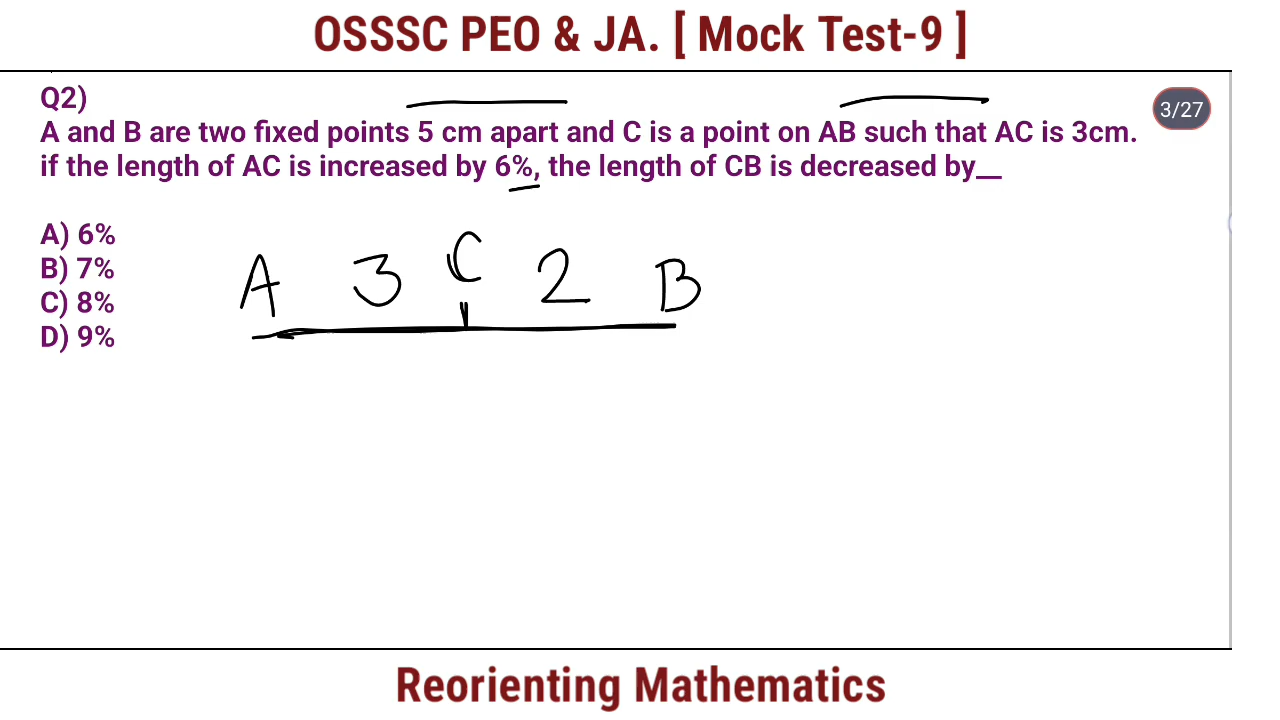 OSSSC PEO & JA. [ Mock Test-9 ]
Q2)
3/27
A and B are two fixed points 5 cm apart and C is a point on AB such that AC is 3cm.
if the length of AC is increased by 6%, the length of CB is decreased by__
A) 6%
B) 7%
C) 8%
D) 9%
A 3 C 2 B
Reorienting Mathematics